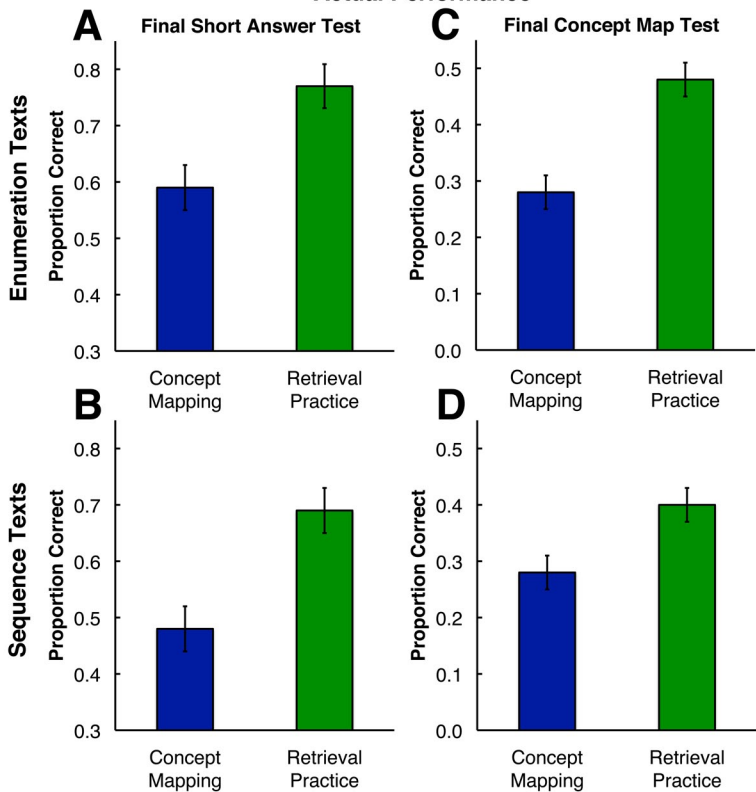 A
Final Short Answer Test
Enumeration Texts
Proportion Correct
0.8
0.7
0.6
0.5
0.4
0.3
Concept
Mapping
Retrieval
Practice
C
Final Concept Map Test
Proportion Correct
0.5
0.4
0.3
0.2
0.1
0.0
Concept
Mapping
Retrieval
Practice
B
Sequence Texts
Proportion Correct
0.8
0.7
0.6
0.5
0.4
0.3
Concept
Mapping
Retrieval
Practice
D
Proportion Correct
0.5
0.4
0.3
0.2
0.1
0.0
Concept
Mapping
Retrieval
Practice